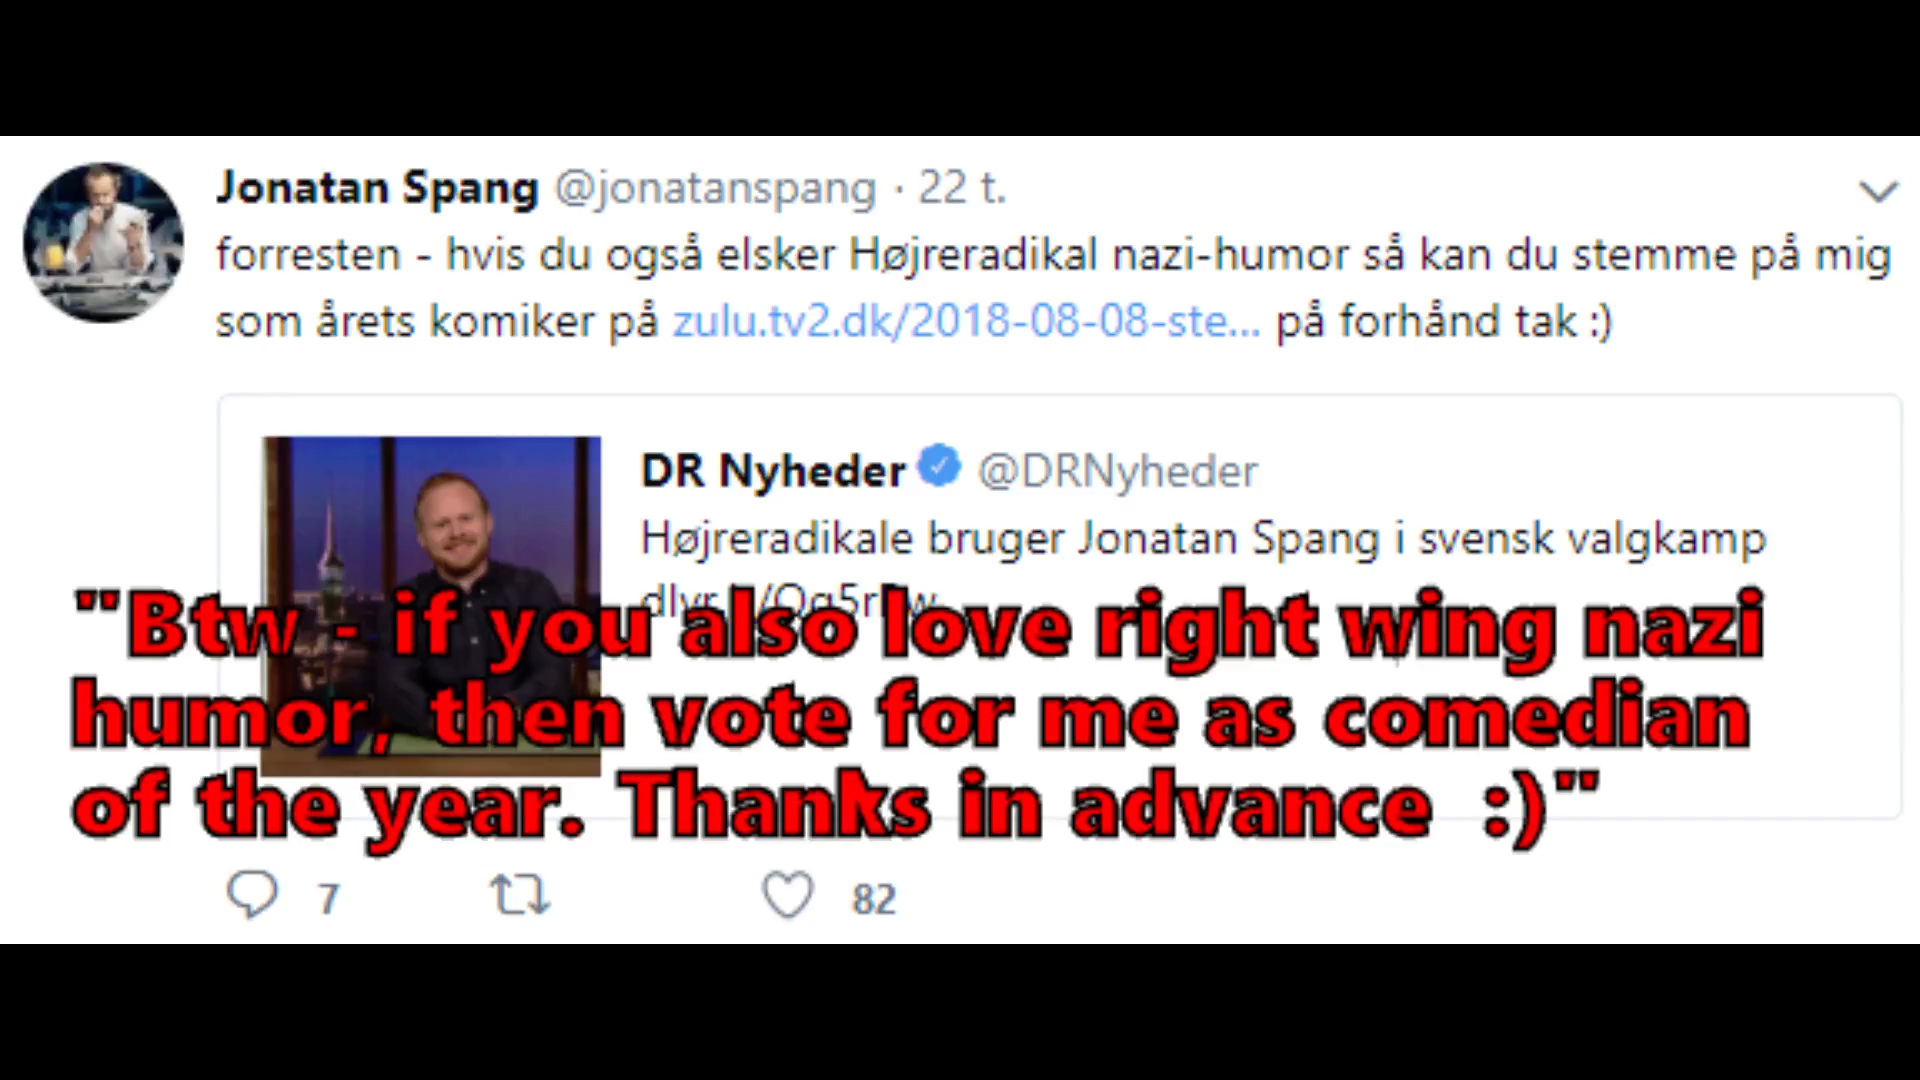 Jonatan Spang @jonatanspang · 22 t.
forresten - hvis du også elsker Højreradikal nazi-humor så kan du stemme på mig
som årets komiker på zulu.tv2.dk/2018-08-08-ste... på forhånd tak :)
DR Nyheder @DRNyheder
Højreradikale bruger Jonatan Spang i svensk valgkamp
"Btw - if you also love right wing nazi
humor, then vote for me as comedian
of the year. Thanks in advance :)"
7 82